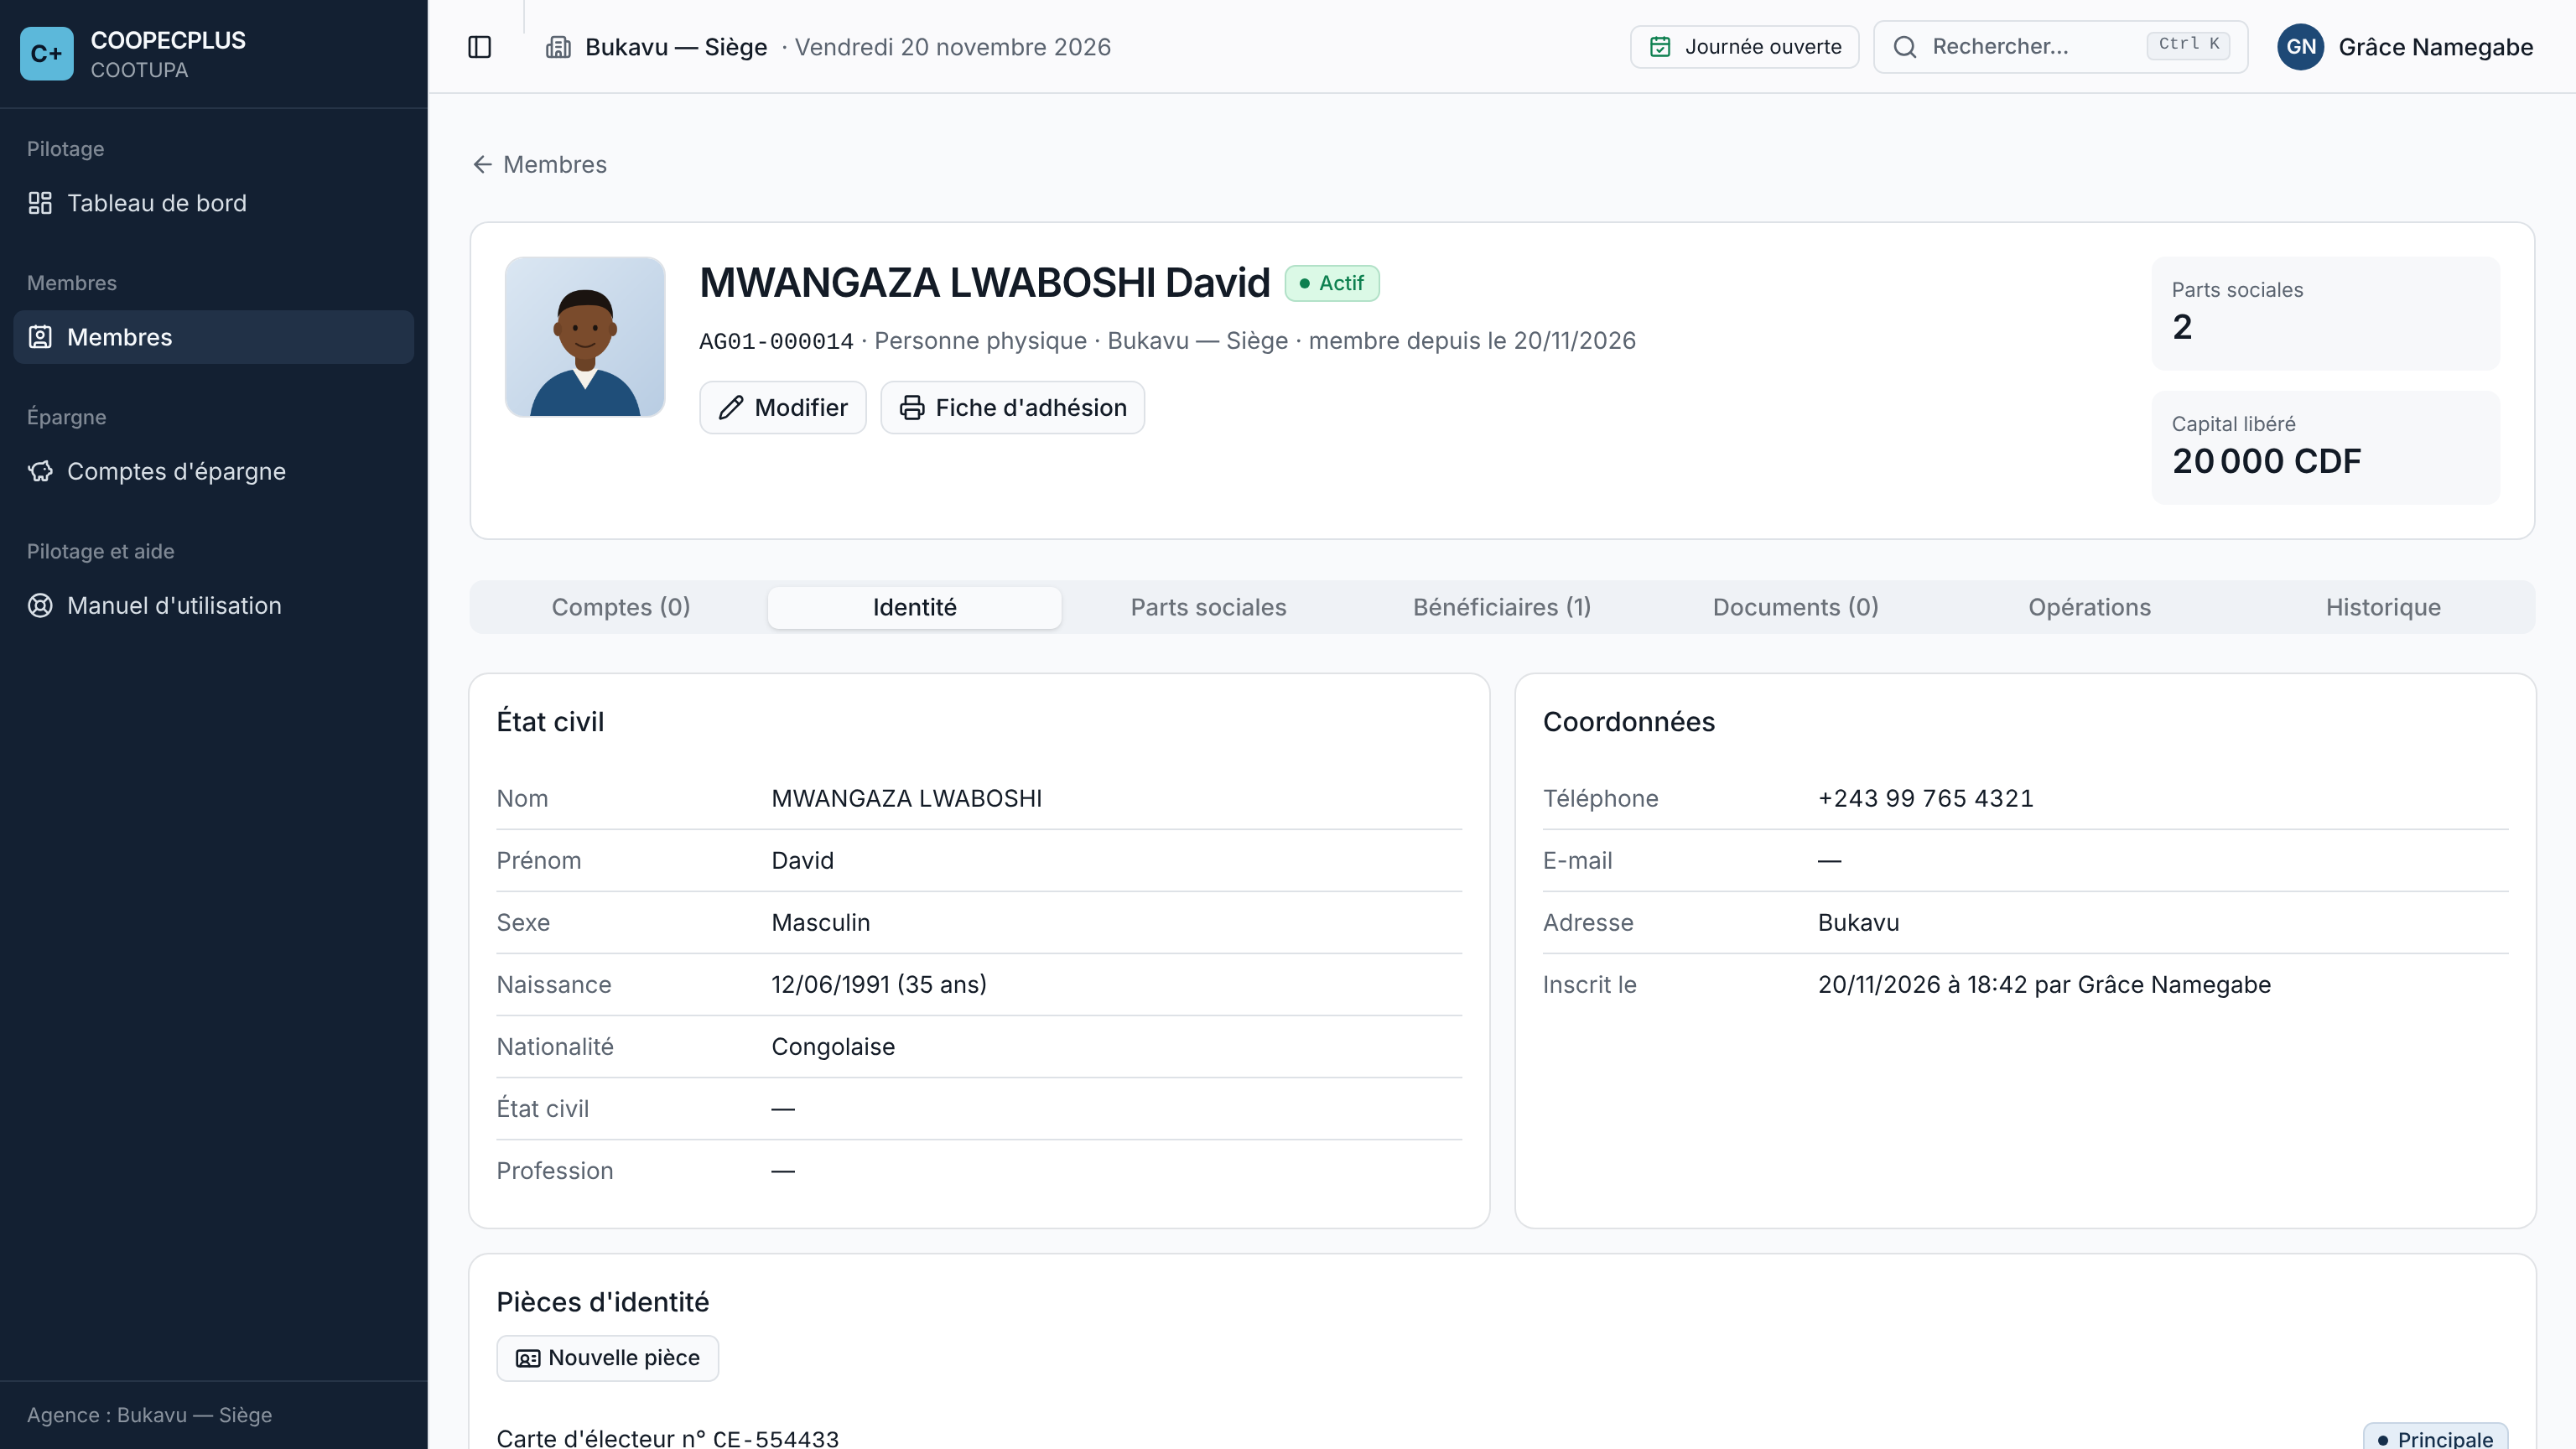 C+
COOPECPLUS
COOTUPA
Pilotage
Tableau de bord
Membres
Membres
Épargne
Comptes d'épargne
Pilotage et aide
Manuel d'utilisation
Agence : Bukavu — Siège
Bukavu — Siège · Vendredi 20 novembre 2026
Journée ouverte
Rechercher...
Ctrl K
GN
Grâce Namegabe
Membres
MWANGAZA LWABOSHI David
Actif
AG01-000014 · Personne physique · Bukavu — Siège · membre depuis le 20/11/2026
Modifier
Fiche d'adhésion
Parts sociales
2
Capital libéré
20 000 CDF
Comptes (0)
Identité
Parts sociales
Bénéficiaires (1)
Documents (0)
Opérations
Historique
État civil
Nom MWANGAZA LWABOSHI
Prénom David
Sexe Masculin
Naissance 12/06/1991 (35 ans)
Nationalité Congolaise
État civil —
Profession —
Coordonnées
Téléphone +243 99 765 4321
E-mail —
Adresse Bukavu
Inscrit le 20/11/2026 à 18:42 par Grâce Namegabe
Pièces d'identité
Nouvelle pièce
Carte d'électeur n° CE-554433
Principale